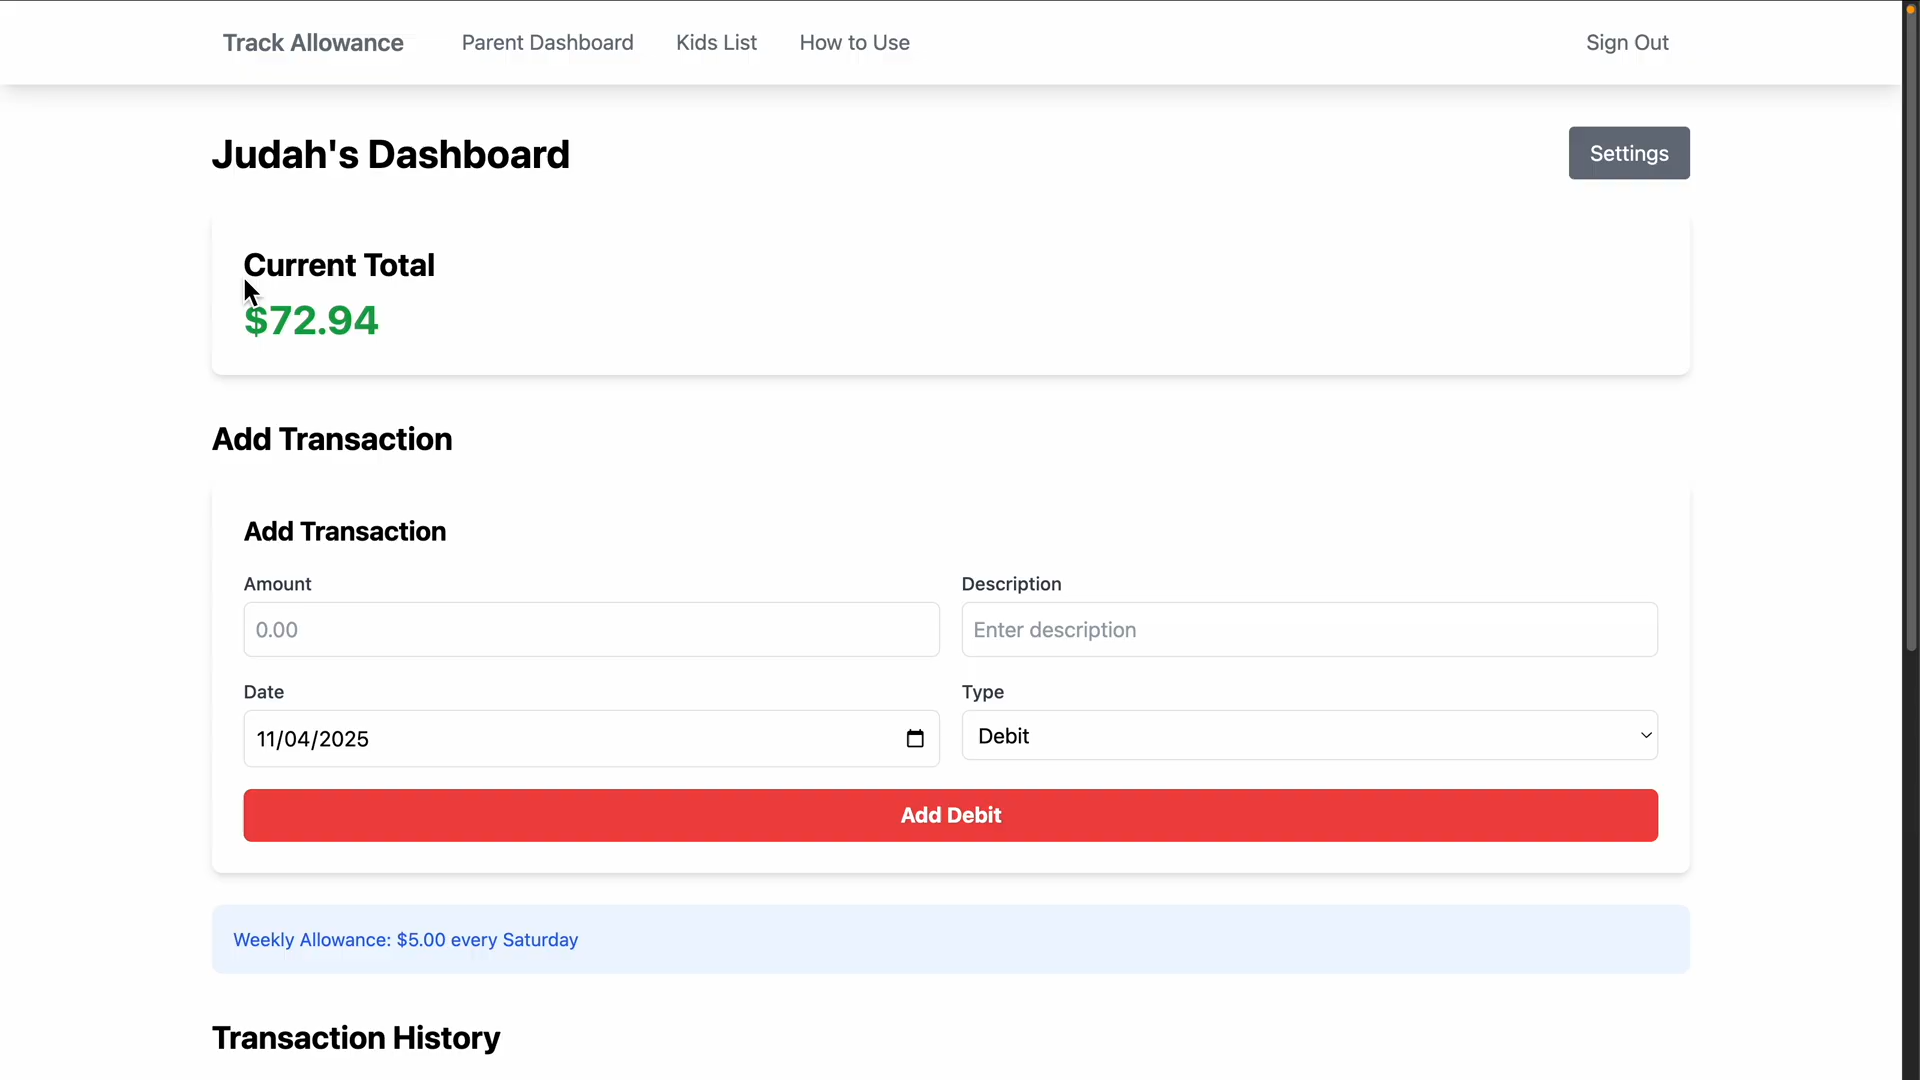 Track Allowance Parent Dashboard Kids List How to Use Sign Out
Judah's Dashboard Settings
Current Total
$72.94
Add Transaction
Add Transaction
Amount Description
0.00 Enter description
Date Type
11/04/2025 Debit
Add Debit
Weekly Allowance: $5.00 every Saturday
Transaction History